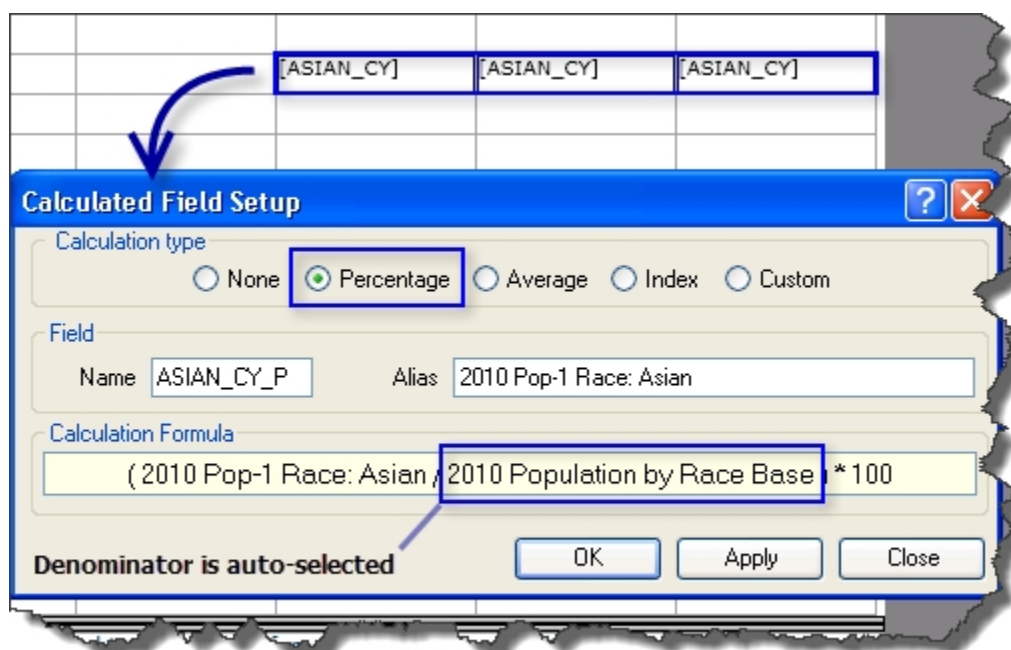 [ASIAN_CY] [ASIAN_CY] [ASIAN_CY]
Calculated Field Setup
Calculation type
None Percentage Average Index Custom
Field
Name ASIAN_CY_P Alias 2010 Pop-1 Race: Asian
Calculation Formula
( 2010 Pop-1 Race: Asian / 2010 Population by Race Base ) * 100
Denominator is auto-selected
OK Apply Close